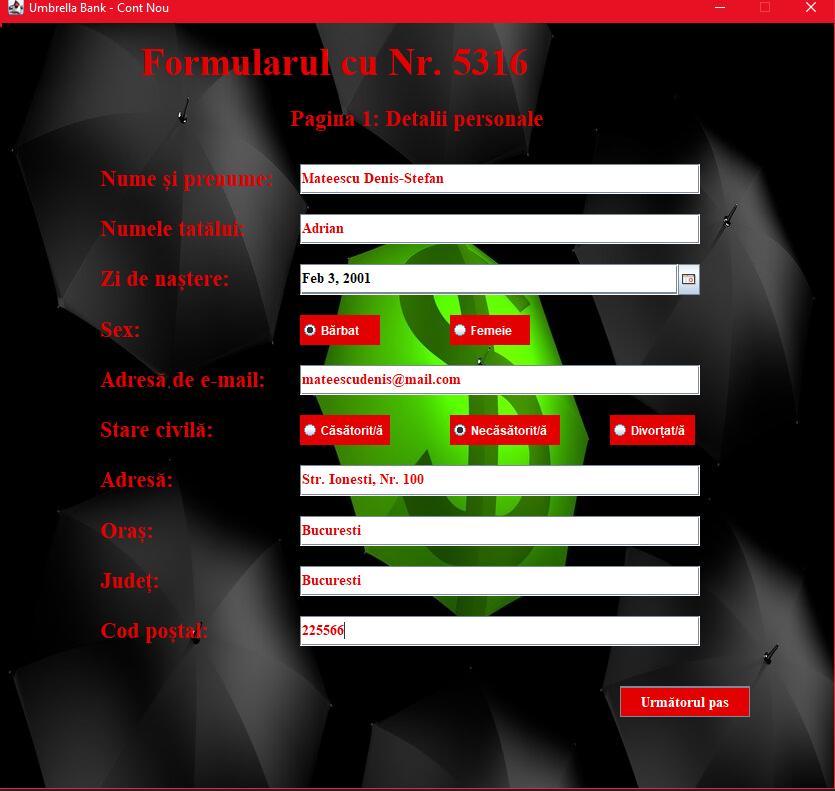 Umbrella Bank - Cont Nou
Formularul cu Nr. 5316
Pagina 1: Detalii personale
Nume și prenume: Mateescu Denis-Stefan
Numele tatălui: Adrian
Zi de naștere: Feb 3, 2001
Sex: Bărbat Femeie
Adresă de e-mail: mateescudenis@mail.com
Stare civilă: Căsătorit/ă Necăsătorit/ă Divorțat/ă
Adresă: Str. Ionesti, Nr. 100
Oraș: Bucuresti
Județ: Bucuresti
Cod poștal: 225566
Următorul pas